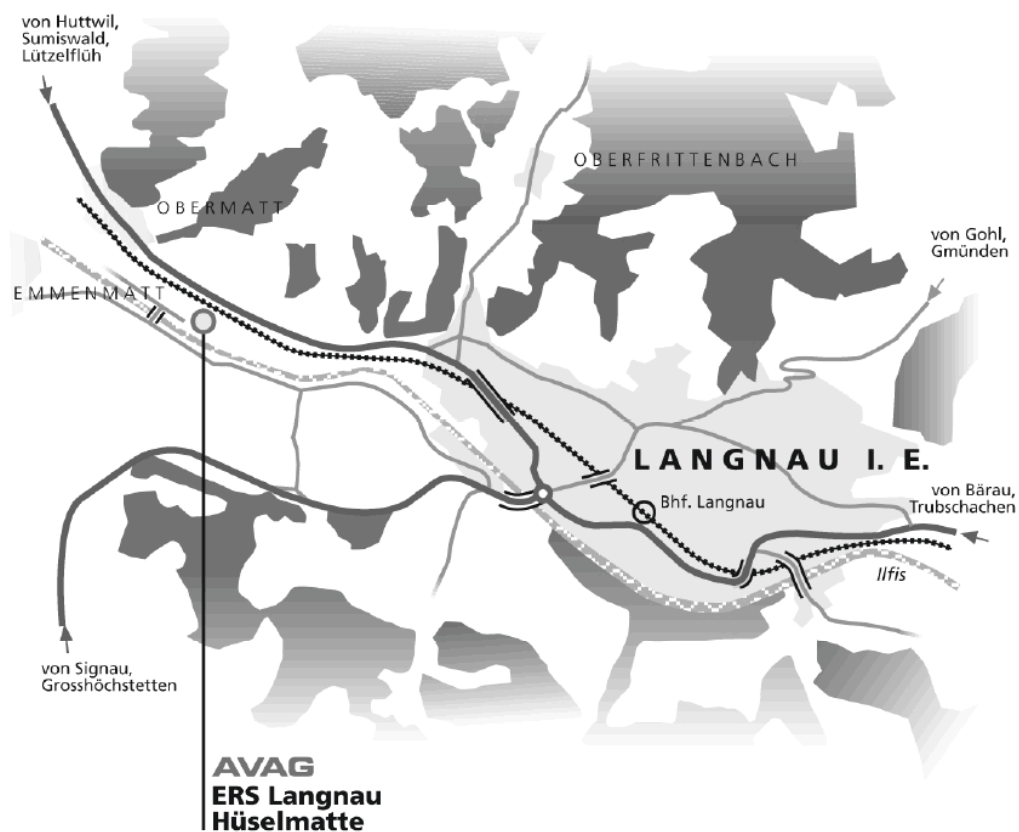 von Huttwil,
Sumiswald,
Lützelflüh
OBERFRITTENBACH
OBERMATT
von Gohl,
Gmünden
EMMENMATT
LANGNAU I. E.
Bhf. Langnau
von Bärau,
Trubschachen
Ilfis
von Signau,
Grosshöchstetten
AVAG
ERS Langnau
Hüselmatte